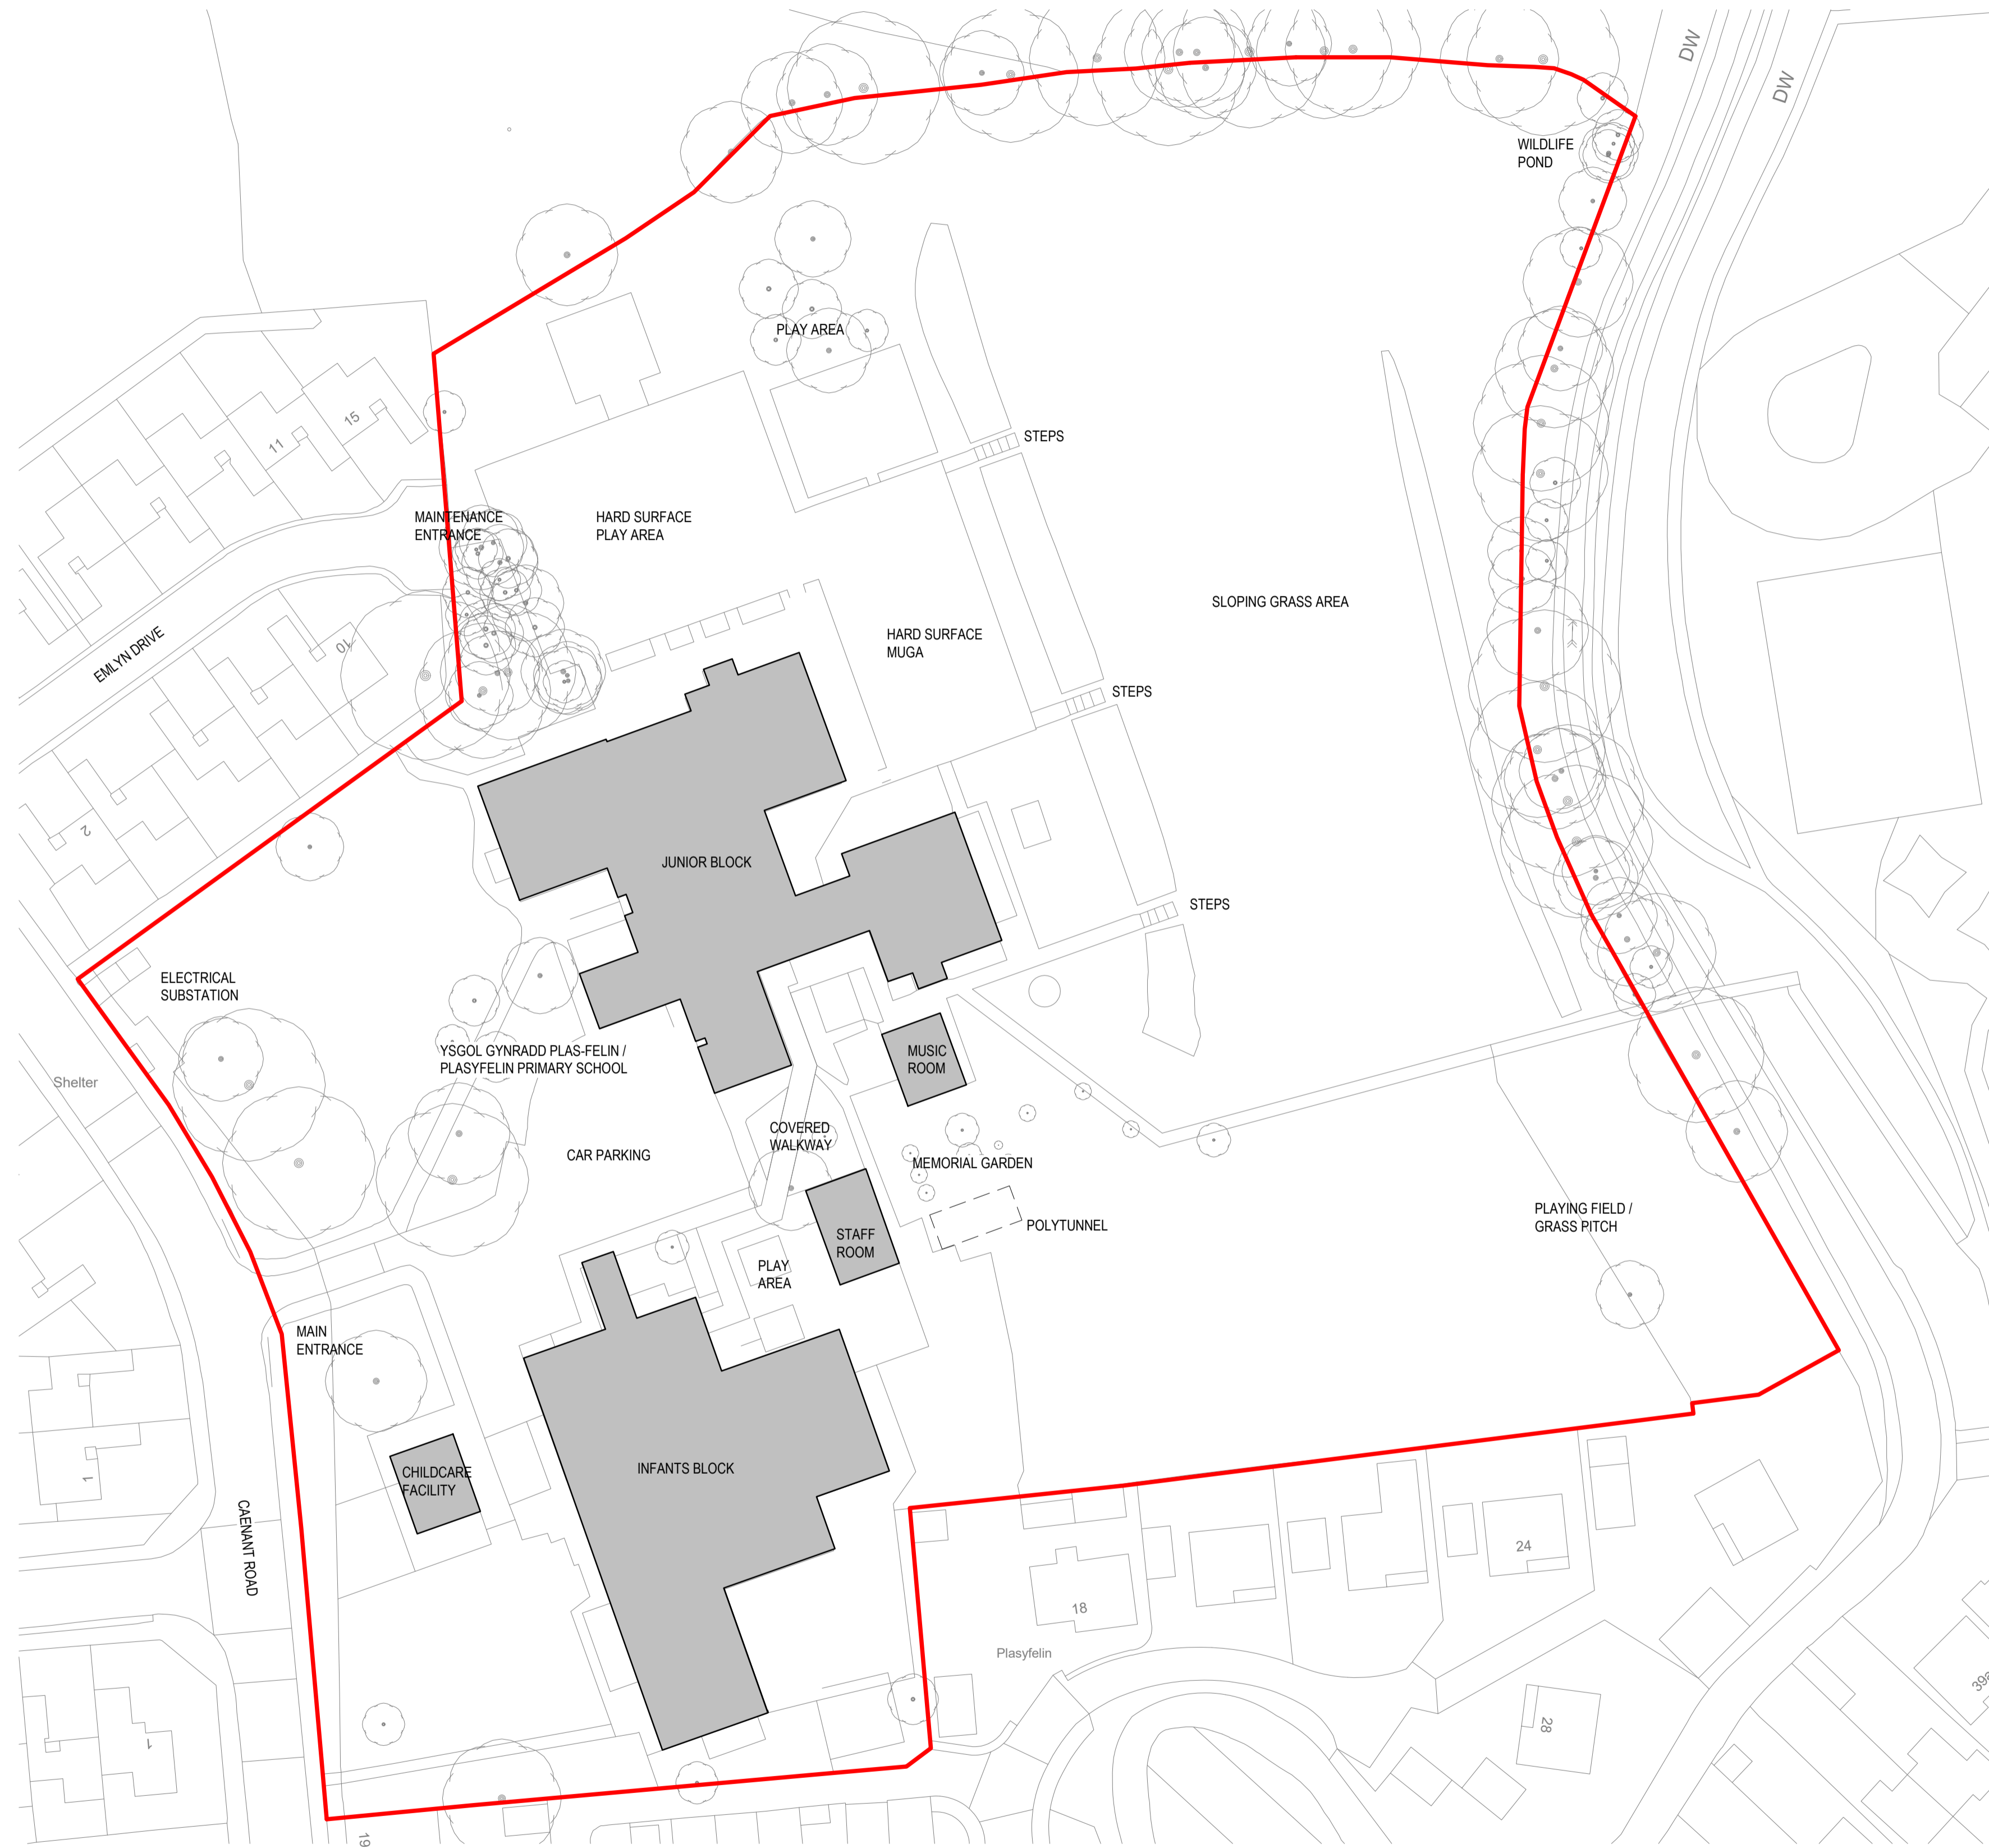 DW
DW
WILDLIFE
POND
PLAY AREA
15
11
STEPS
MAINTENANCE
ENTRANCE
HARD SURFACE
PLAY AREA
SLOPING GRASS AREA
EMLYN DRIVE
10
HARD SURFACE
MUGA
STEPS
2
JUNIOR BLOCK
STEPS
ELECTRICAL
SUBSTATION
YSGOL GYNRADD PLAS-FELIN /
PLASYFELIN PRIMARY SCHOOL
MUSIC
ROOM
Shelter
COVERED
WALKWAY
CAR PARKING
MEMORIAL GARDEN
POLYTUNNEL
PLAYING FIELD /
GRASS PITCH
STAFF
ROOM
PLAY
AREA
MAIN
ENTRANCE
INFANTS BLOCK
CHILDCARE
FACILITY
1
CAENANT ROAD
24
18
Plasyfelin
39a
28
1
19